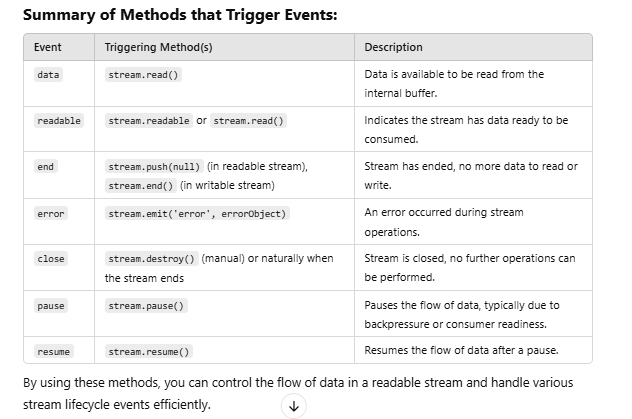 Summary of Methods that Trigger Events:
Event Triggering Method(s) Description
data stream.read() Data is available to be read from the
internal buffer.
readable stream.readable or stream.read() Indicates the stream has data ready to be
consumed.
end stream.push(null) (in readable stream), Stream has ended, no more data to read or
stream.end() (in writable stream) write.
error stream.emit('error', errorObject) An error occurred during stream
operations.
close stream.destroy() (manual) or naturally when Stream is closed, no further operations can
the stream ends be performed.
pause stream.pause() Pauses the flow of data, typically due to
backpressure or consumer readiness.
resume stream.resume() Resumes the flow of data after a pause.
By using these methods, you can control the flow of data in a readable stream and handle various
stream lifecycle events efficiently.